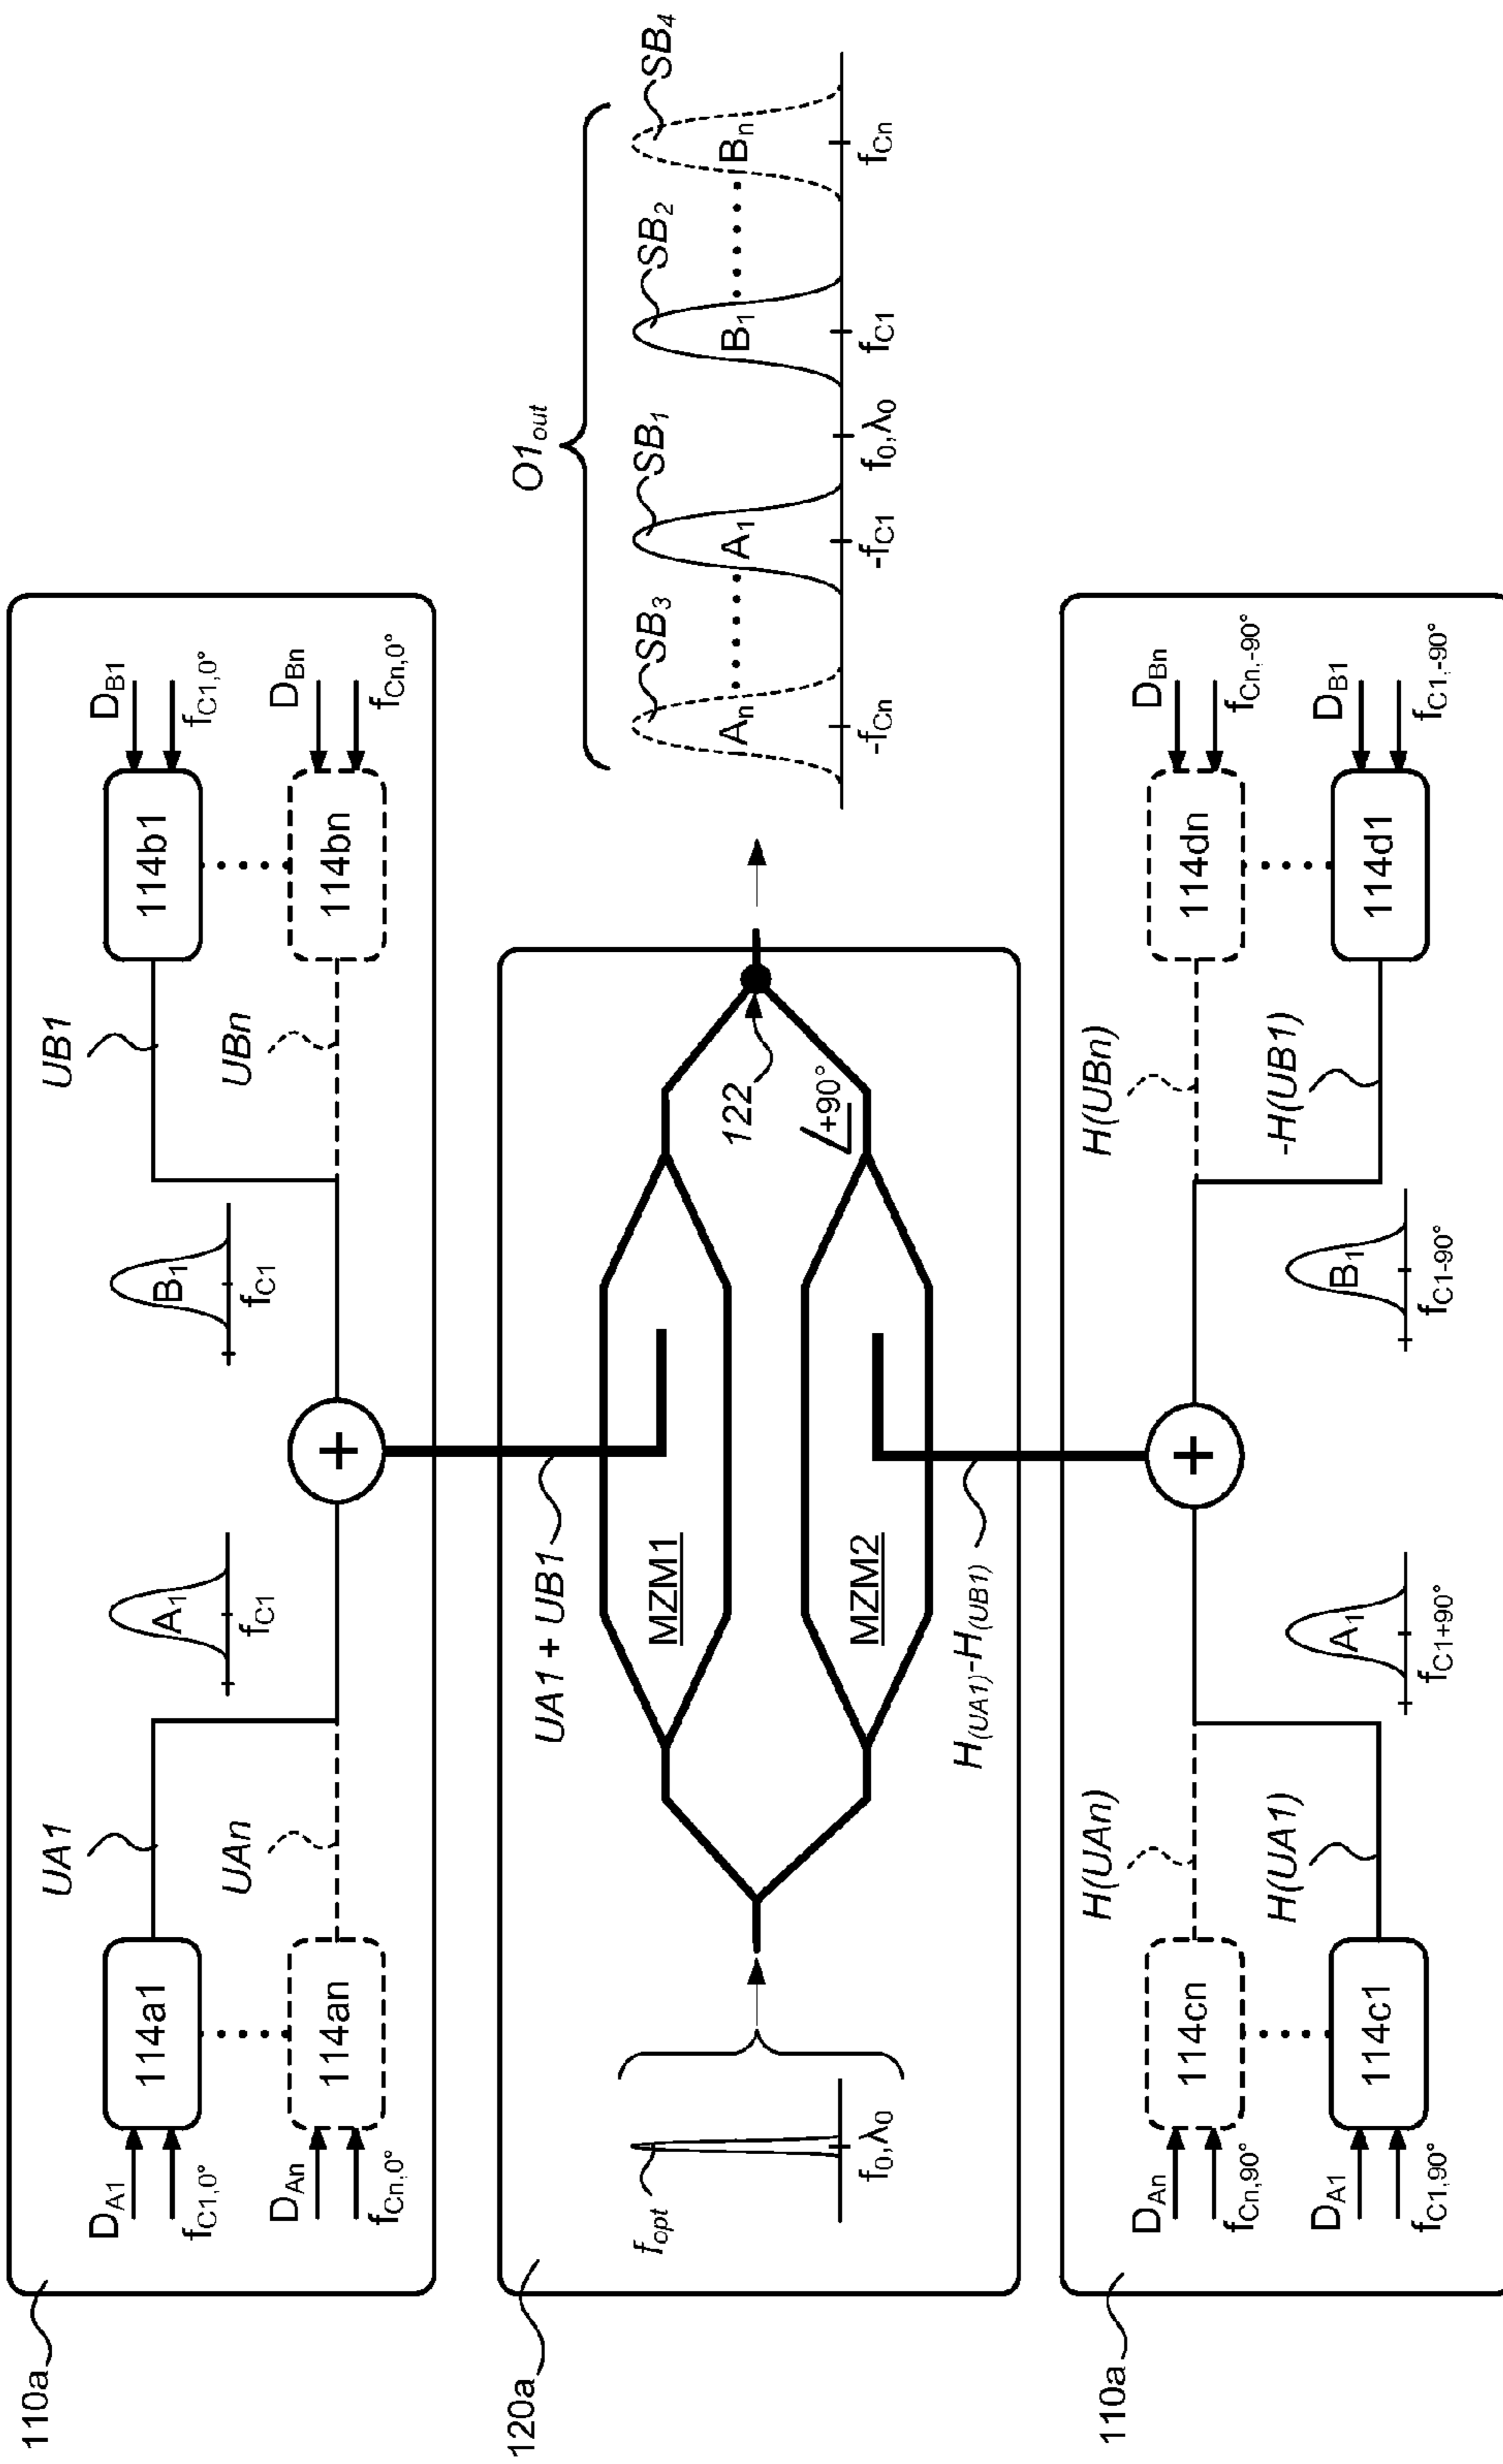 110a
D_A1
f_C1,0°
114a1
D_An
f_Cn,0°
114an
UA1
UAn
A₁
f_C1
+
B₁
f_C1
UB1
UBn
114b1
D_B1
f_C1,0°
114bn
D_Bn
f_Cn,0°
120a
f_opt
f₀,λ₀
UA1 + UB1
MZM1
MZM2
H(UA1)-H(UB1)
122
+90°
O1_out
SB₃
SB₁
SB₂
SB₄
A_n
A₁
B₁
B_n
-f_Cn
-f_C1
f₀,λ₀
f_C1
f_Cn
110a
D_An
f_Cn,90°
114cn
D_A1
f_C1,90°
114c1
H(UAn)
H(UA1)
A₁
f_C1+90°
+
B₁
f_C1-90°
H(UBn)
-H(UB1)
114dn
D_Bn
f_Cn,-90°
114d1
D_B1
f_C1,-90°